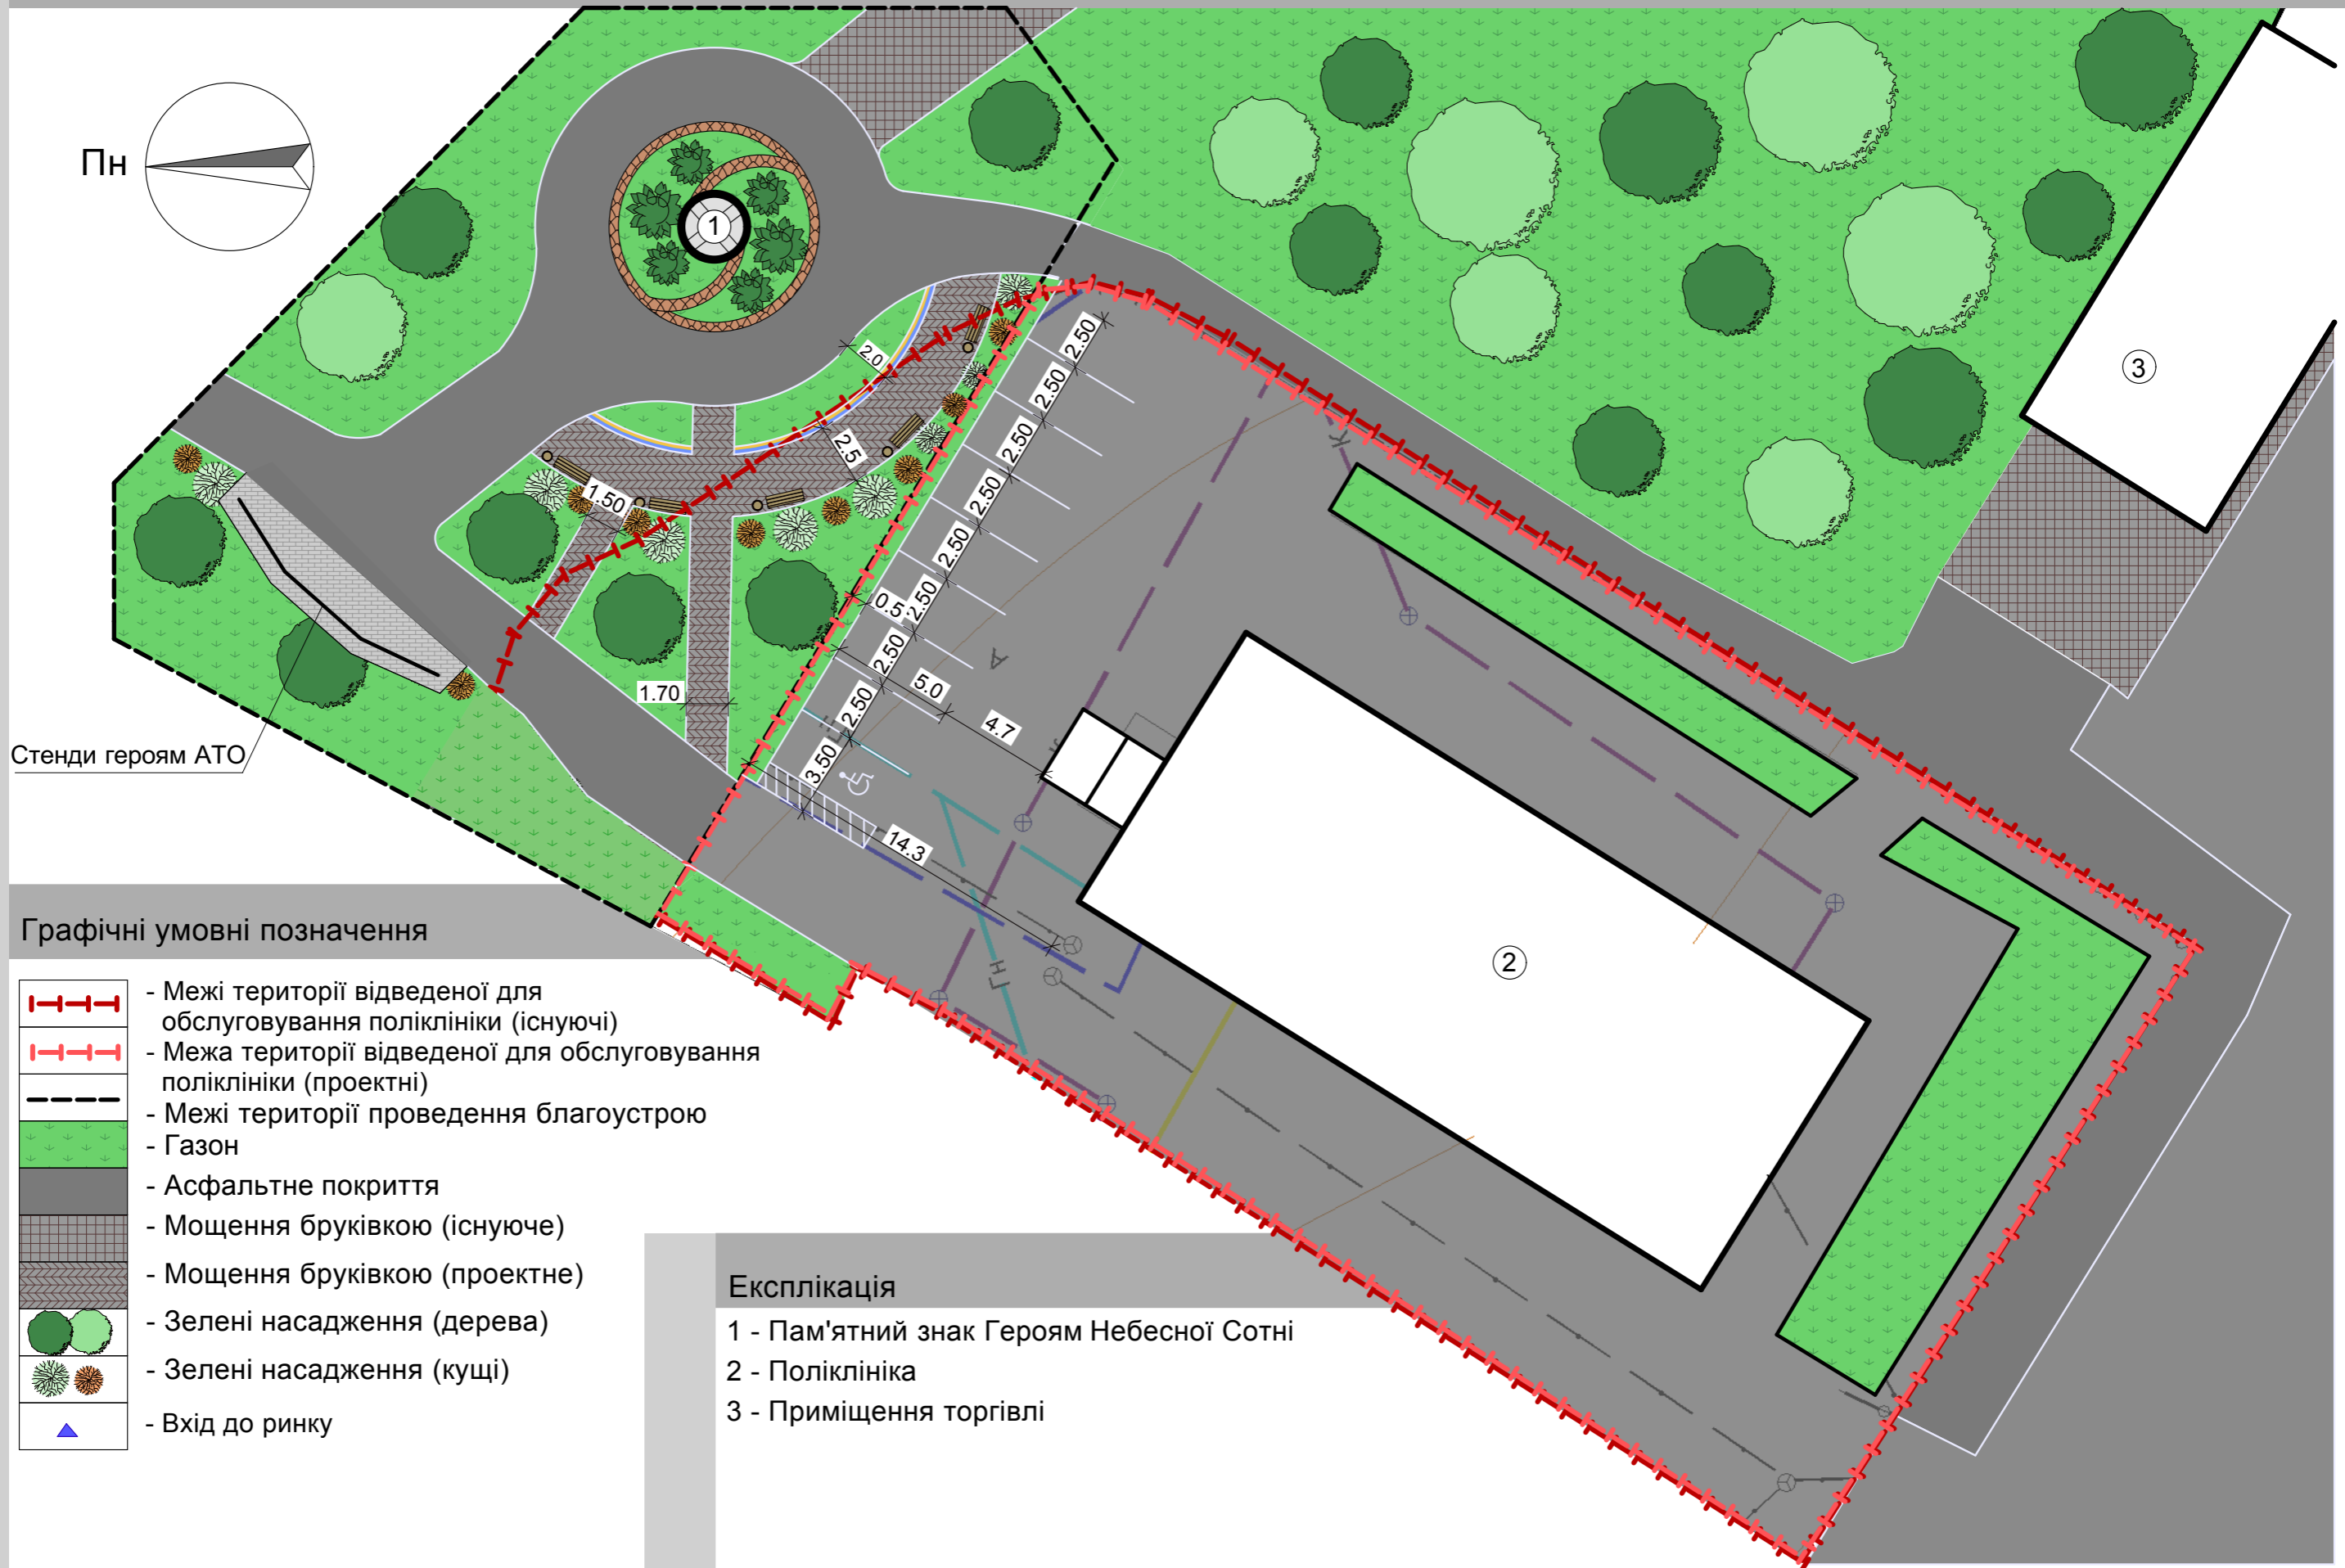 Пн
1
3
2.0
2.50
2.50
2.50
2.50
2.5
1.50
2.50
0.5
2.50
2.50
2.50
3.50
1.70
5.0
4.7
14.3
К
А
ГН
2
Стенди героям АТО
Графічні умовні позначення
- Межі території відведеної для
обслуговування поліклініки (існуючі)
- Межа території відведеної для обслуговування
поліклініки (проектні)
- Межі території проведення благоустрою
- Газон
- Асфальтне покриття
- Мощення бруківкою (існуюче)
- Мощення бруківкою (проектне)
- Зелені насадження (дерева)
- Зелені насадження (кущі)
- Вхід до ринку
Експлікація
1 - Пам'ятний знак Героям Небесної Сотні
2 - Поліклініка
3 - Приміщення торгівлі